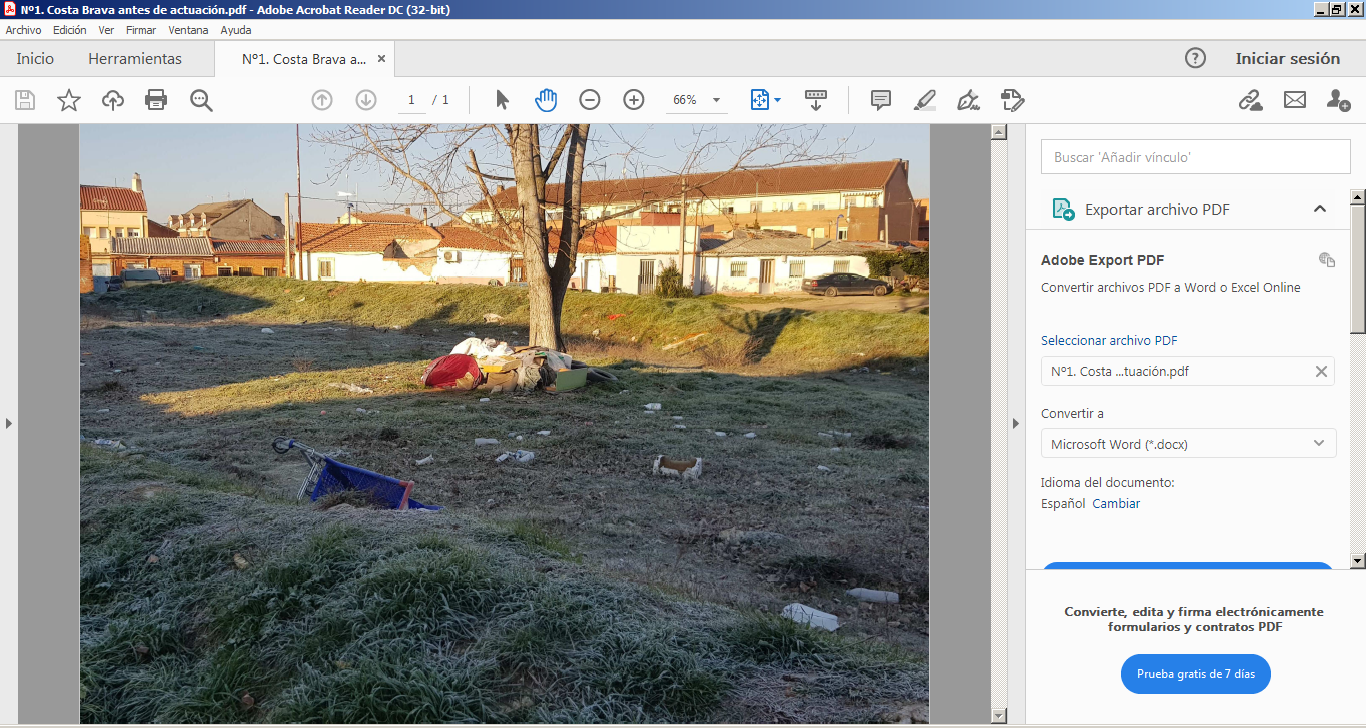 Nº1. Costa Brava antes de actuación.pdf - Adobe Acrobat Reader DC (32-bit)
Archivo Edición Ver Firmar Ventana Ayuda
Inicio Herramientas Nº1. Costa Brava a... × ? Iniciar sesión
1 / 1 66%
Buscar 'Añadir vínculo'
Exportar archivo PDF
Adobe Export PDF
Convertir archivos PDF a Word o Excel Online
Seleccionar archivo PDF
Nº1. Costa ...tuación.pdf
Convertir a
Microsoft Word (*.docx)
Idioma del documento:
Español Cambiar
Convierte, edita y firma electrónicamente
formularios y contratos PDF
Prueba gratis de 7 días